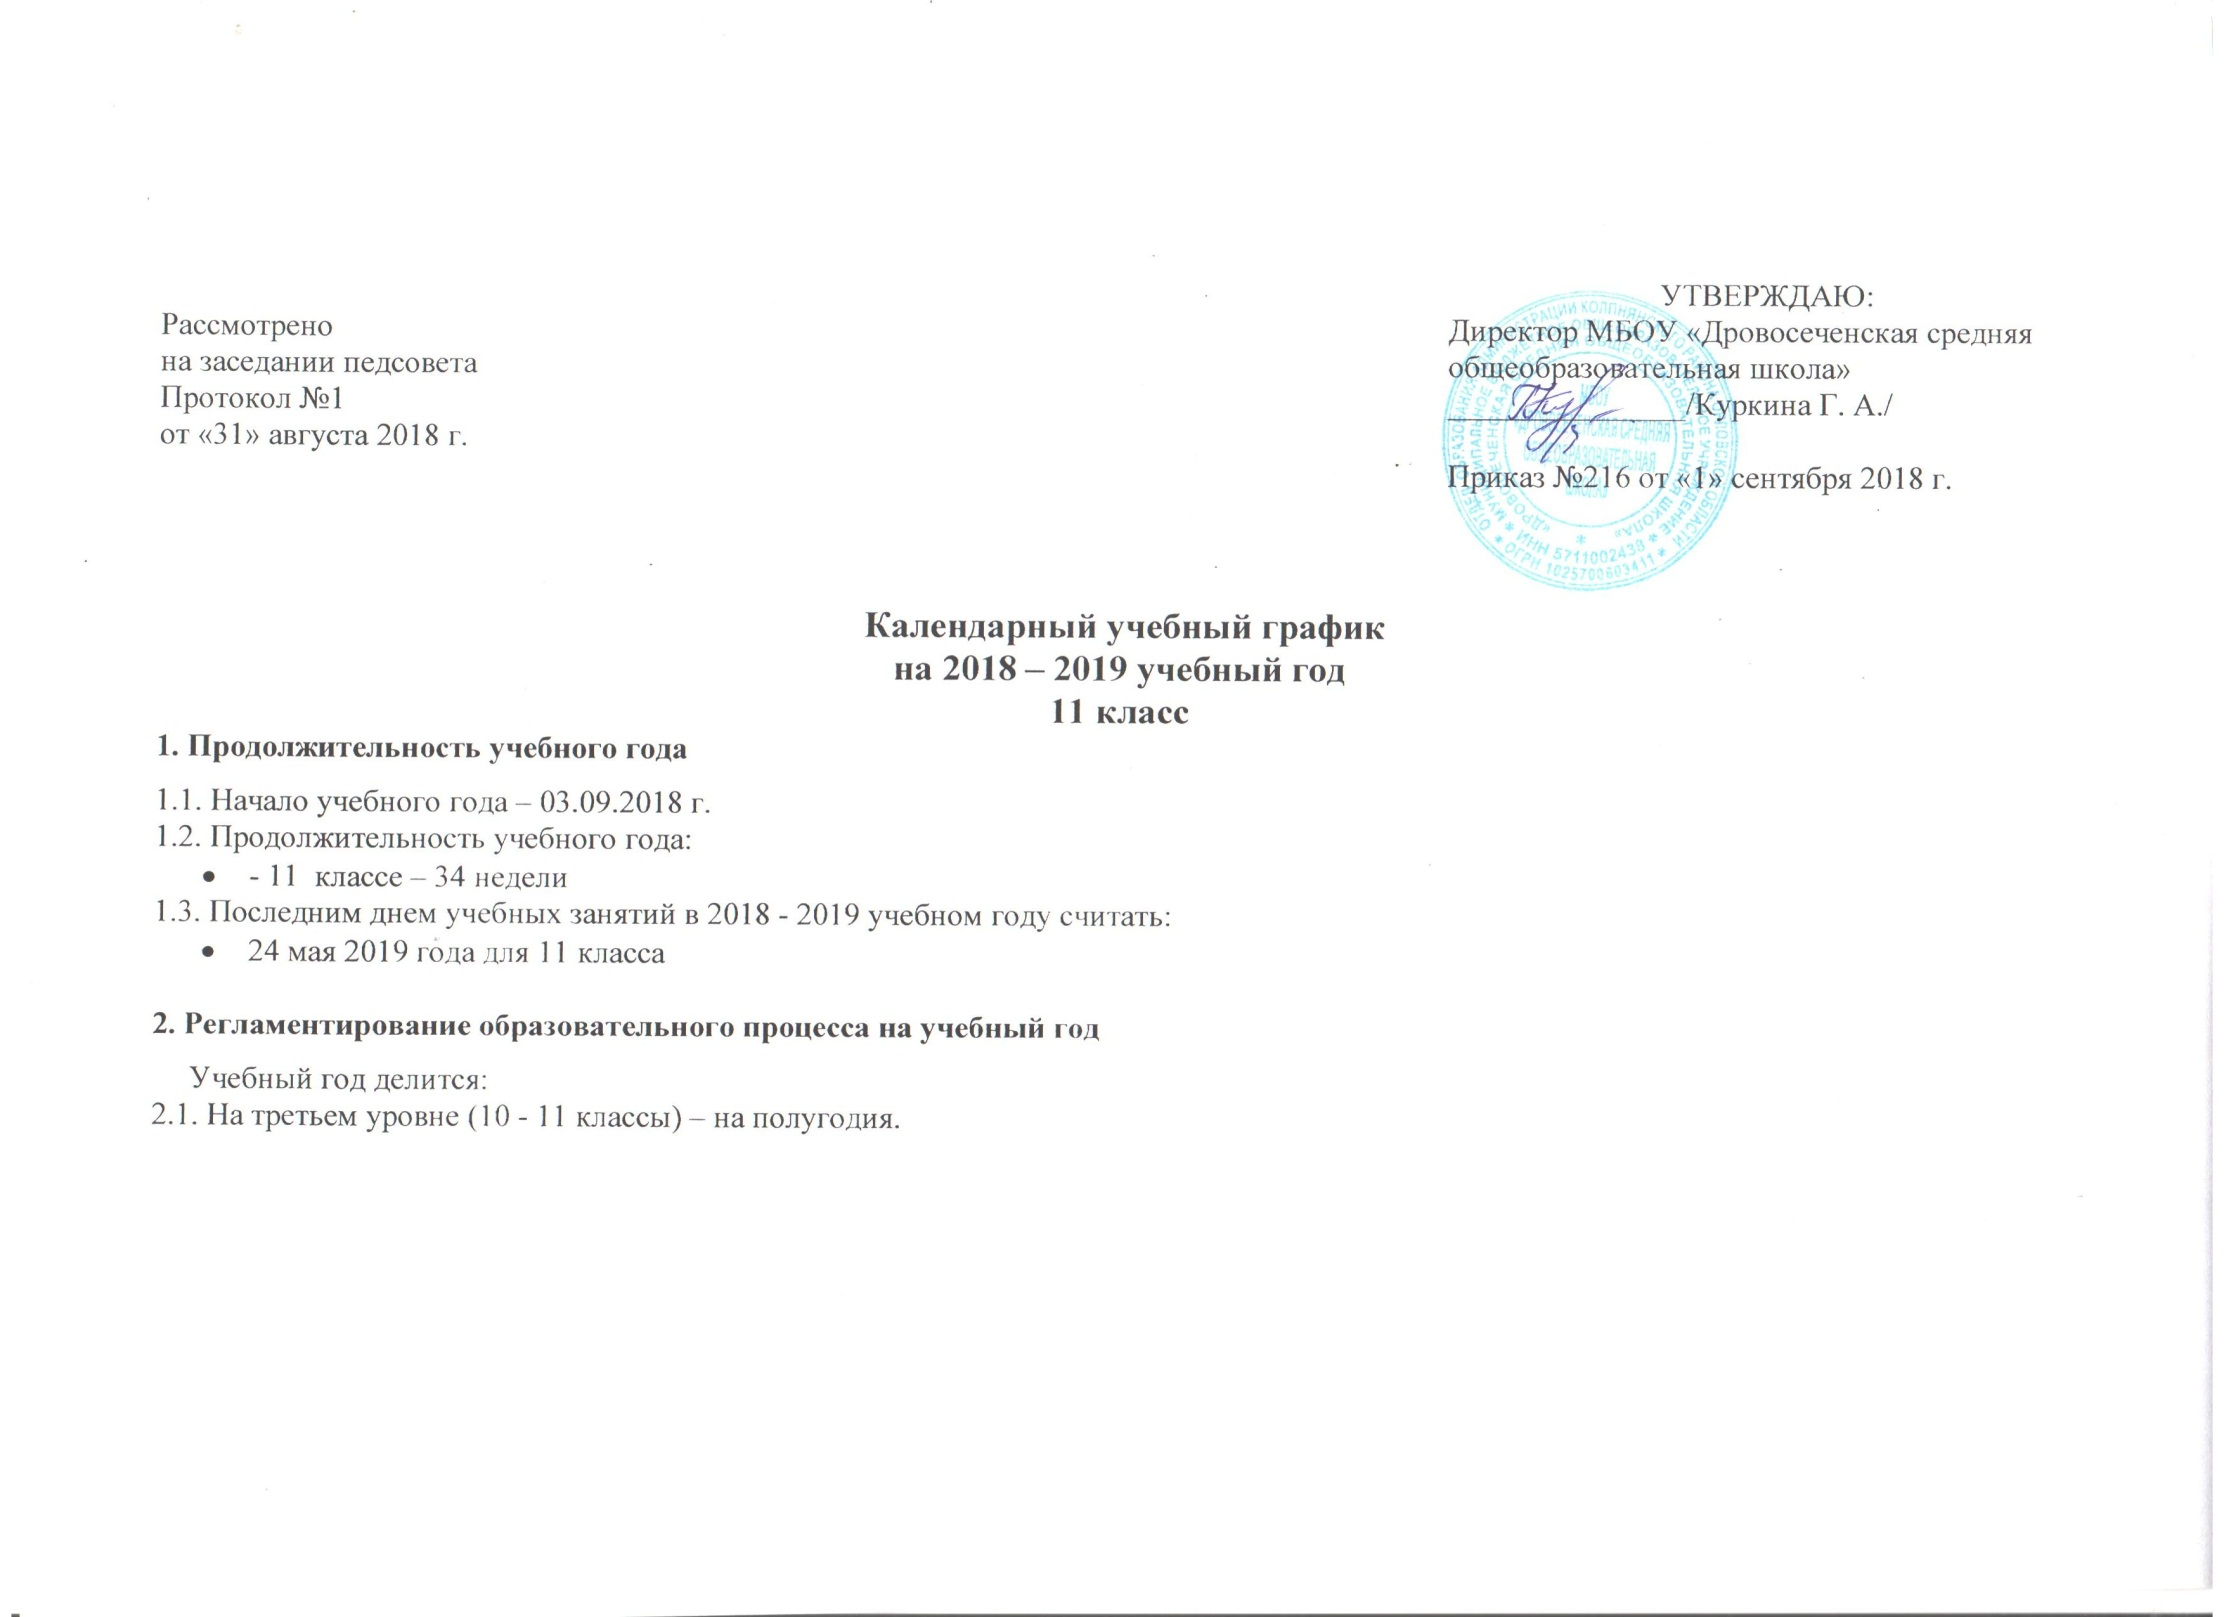 Рассмотрено
на заседании педсовета
Протокол №1
от «31» августа 2018 г.
УТВЕРЖДАЮ:
Директор МБОУ «Дровосеченская средняя
общеобразовательная школа»
/Куркина Г. А./
Приказ №216 от «1» сентября 2018 г.
ИНН 5711002438
ОГРН 1025700603411
Календарный учебный график
на 2018 – 2019 учебный год
11 класс
1. Продолжительность учебного года
1.1. Начало учебного года – 03.09.2018 г.
1.2. Продолжительность учебного года:
• - 11 классе – 34 недели
1.3. Последним днем учебных занятий в 2018 - 2019 учебном году считать:
• 24 мая 2019 года для 11 класса
2. Регламентирование образовательного процесса на учебный год
Учебный год делится:
2.1. На третьем уровне (10 - 11 классы) – на полугодия.